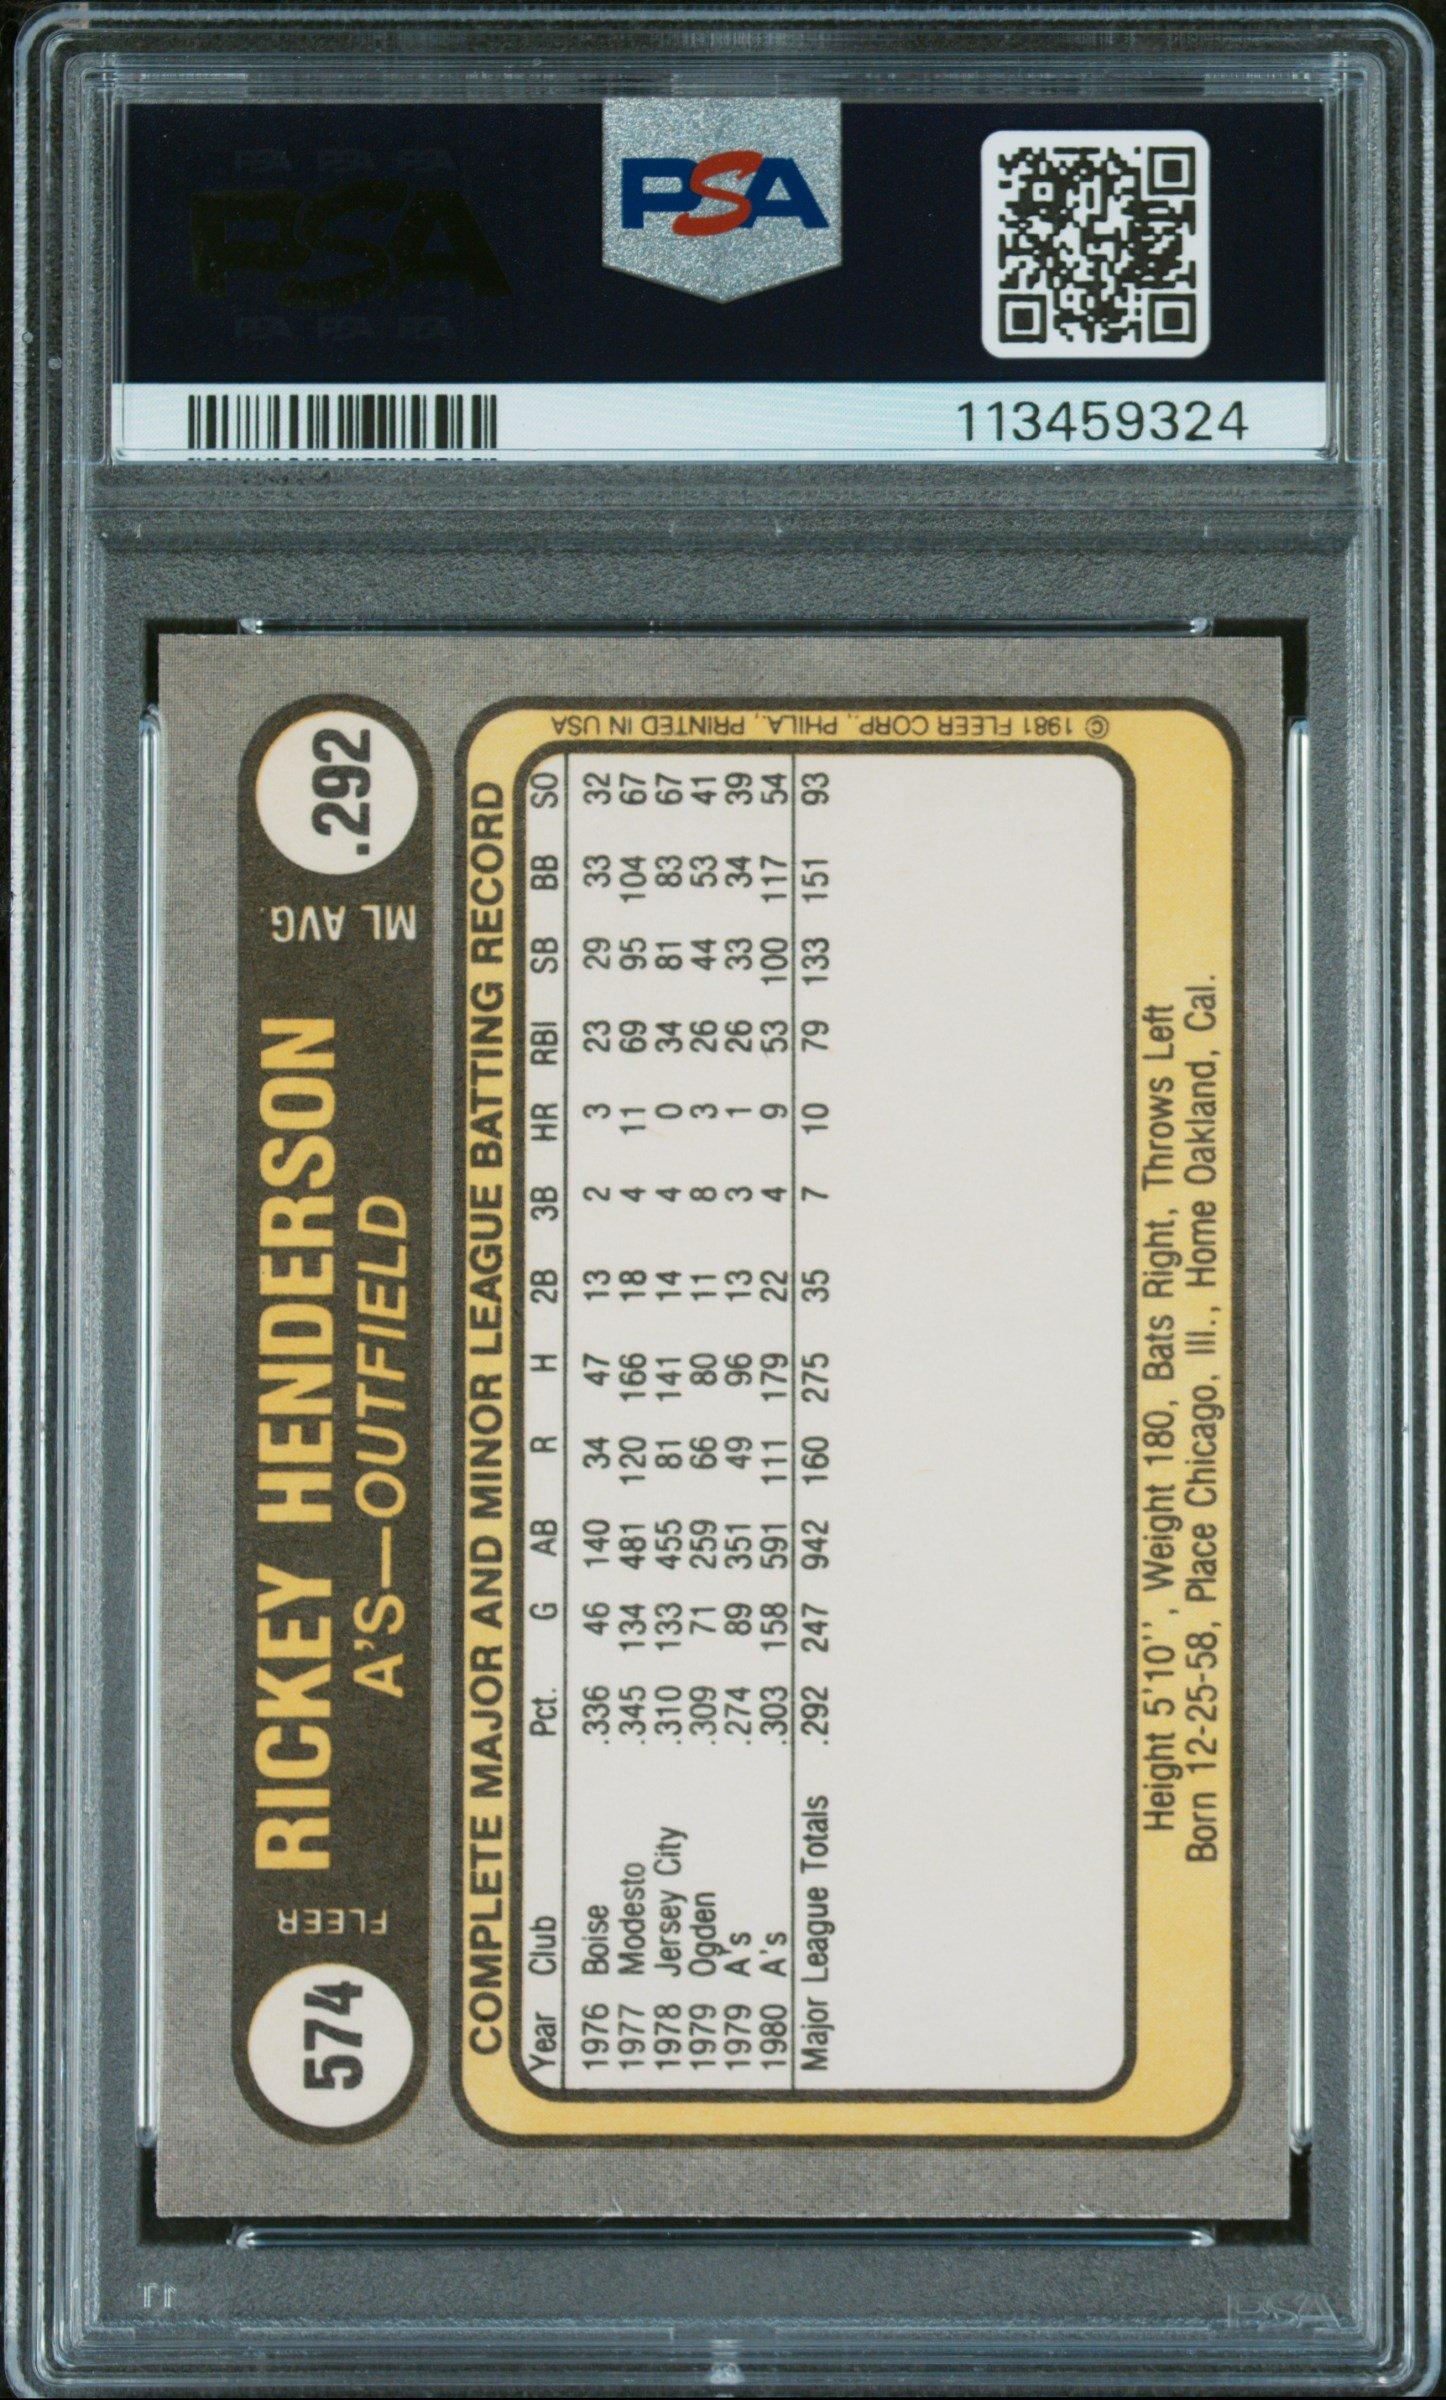 PSA PSA PSA
PSA
PSA PSA PSA
PSA
113459324
574
FLEER
RICKEY HENDERSON
ML AVG.
.292
A'S—OUTFIELD
COMPLETE MAJOR AND MINOR LEAGUE BATTING RECORD
Year Club Pct. G AB R H 2B 3B HR RBI SB BB SO
1976 Boise .336 46 140 34 47 13 2 3 23 29 33 32
1977 Modesto .345 134 481 120 166 18 4 11 69 95 104 67
1978 Jersey City .310 133 455 81 141 14 4 0 34 81 83 67
1979 Ogden .309 71 259 66 80 11 8 3 26 44 53 41
1979 A's .274 89 351 49 96 13 3 1 26 33 34 39
1980 A's .303 158 591 111 179 22 4 9 53 100 117 54
Major League Totals .292 247 942 160 275 35 7 10 79 133 151 93
© 1981 FLEER CORP., PHILA., PRINTED IN USA
Height 5'10'', Weight 180, Bats Right, Throws Left
Born 12-25-58, Place Chicago, Ill., Home Oakland, Cal.
PSA